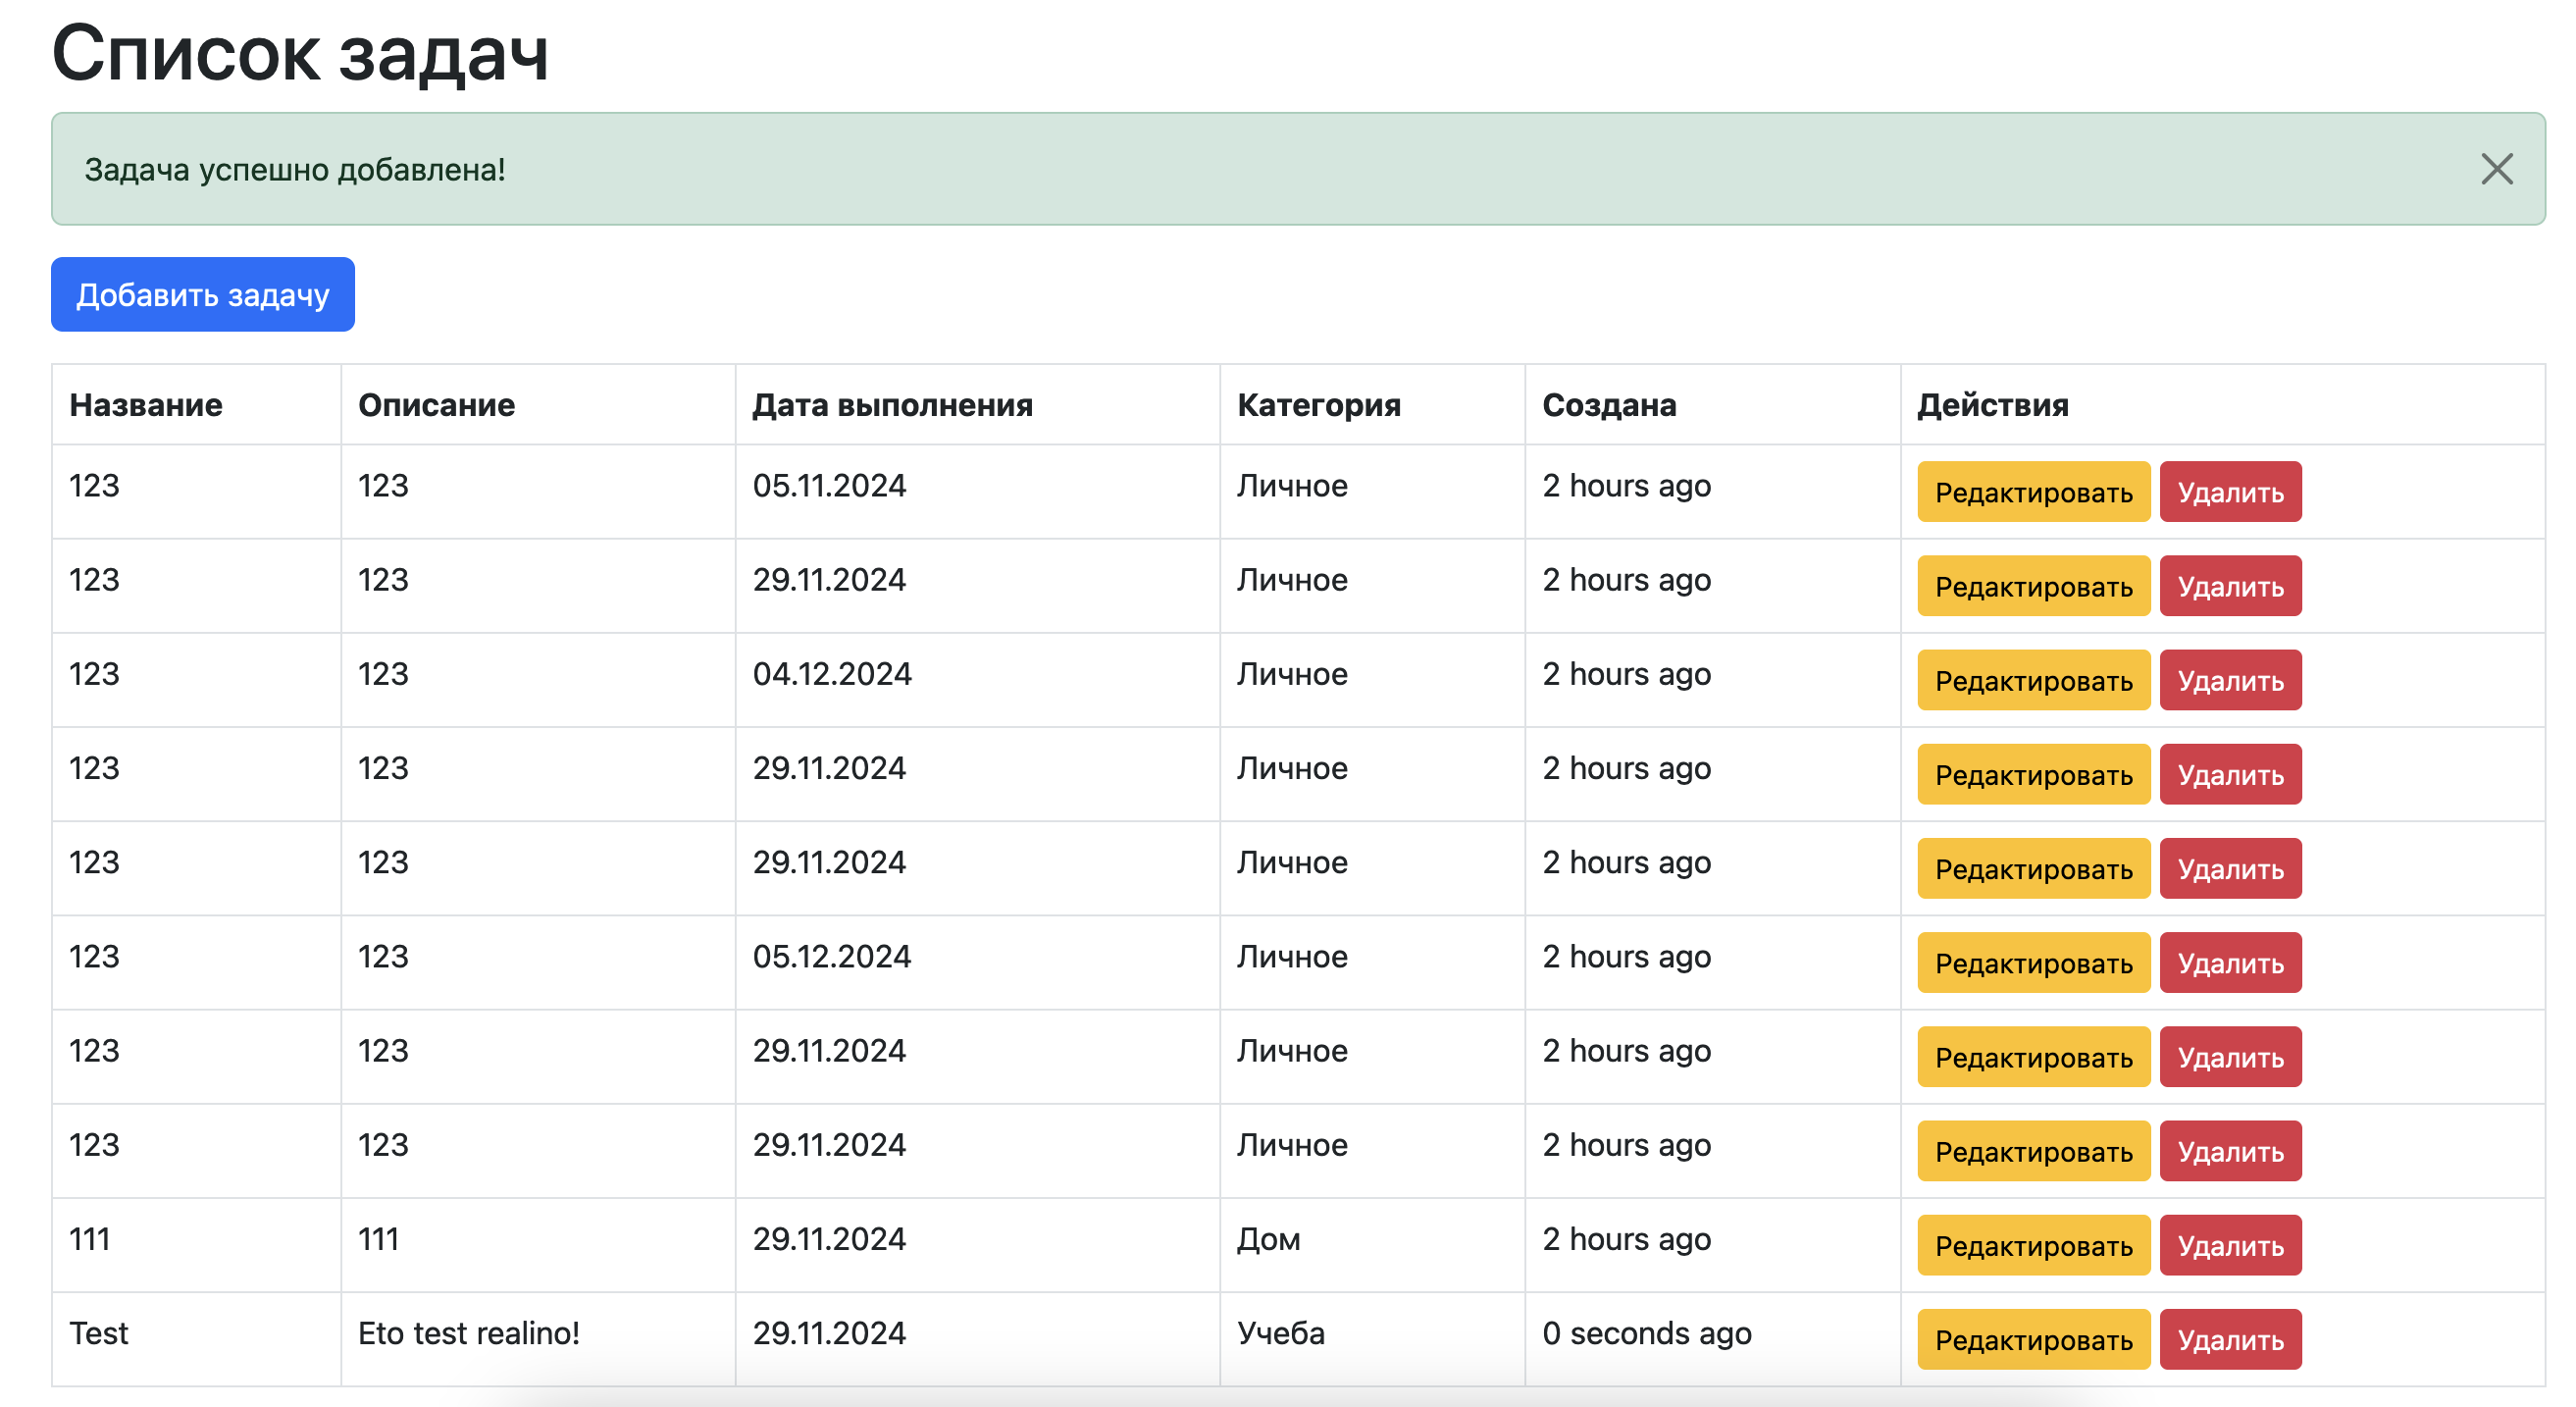 Список задач
Задача успешно добавлена!
Добавить задачу
Название Описание Дата выполнения Категория Создана Действия
123 123 05.11.2024 Личное 2 hours ago Редактировать Удалить
123 123 29.11.2024 Личное 2 hours ago Редактировать Удалить
123 123 04.12.2024 Личное 2 hours ago Редактировать Удалить
123 123 29.11.2024 Личное 2 hours ago Редактировать Удалить
123 123 29.11.2024 Личное 2 hours ago Редактировать Удалить
123 123 05.12.2024 Личное 2 hours ago Редактировать Удалить
123 123 29.11.2024 Личное 2 hours ago Редактировать Удалить
123 123 29.11.2024 Личное 2 hours ago Редактировать Удалить
111 111 29.11.2024 Дом 2 hours ago Редактировать Удалить
Test Eto test realino! 29.11.2024 Учеба 0 seconds ago Редактировать Удалить